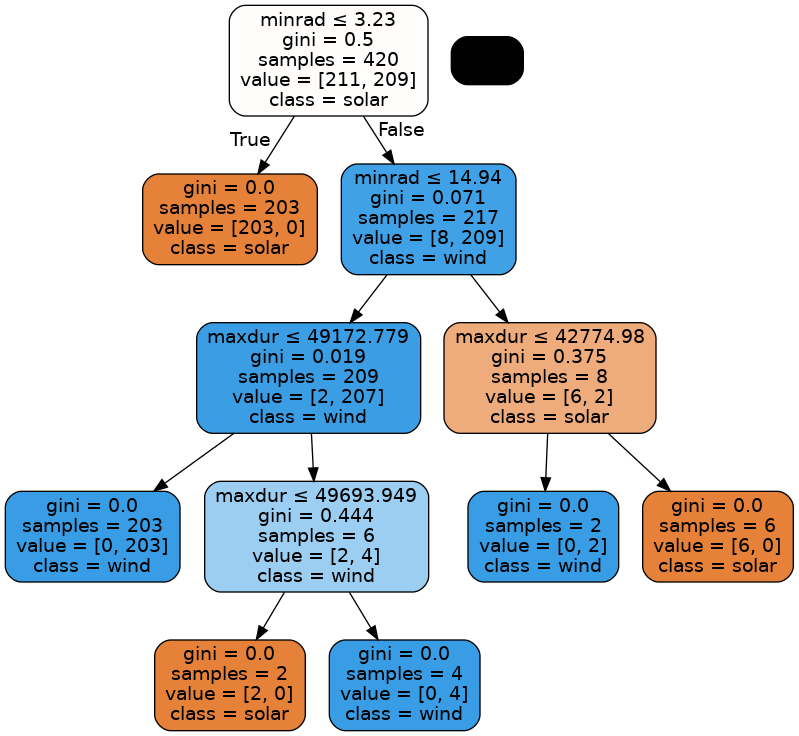 minrad ≤ 3.23
gini = 0.5
samples = 420
value = [211, 209]
class = solar
True
False
gini = 0.0
samples = 203
value = [203, 0]
class = solar
minrad ≤ 14.94
gini = 0.071
samples = 217
value = [8, 209]
class = wind
maxdur ≤ 49172.779
gini = 0.019
samples = 209
value = [2, 207]
class = wind
maxdur ≤ 42774.98
gini = 0.375
samples = 8
value = [6, 2]
class = solar
gini = 0.0
samples = 203
value = [0, 203]
class = wind
maxdur ≤ 49693.949
gini = 0.444
samples = 6
value = [2, 4]
class = wind
gini = 0.0
samples = 2
value = [0, 2]
class = wind
gini = 0.0
samples = 6
value = [6, 0]
class = solar
gini = 0.0
samples = 2
value = [2, 0]
class = solar
gini = 0.0
samples = 4
value = [0, 4]
class = wind